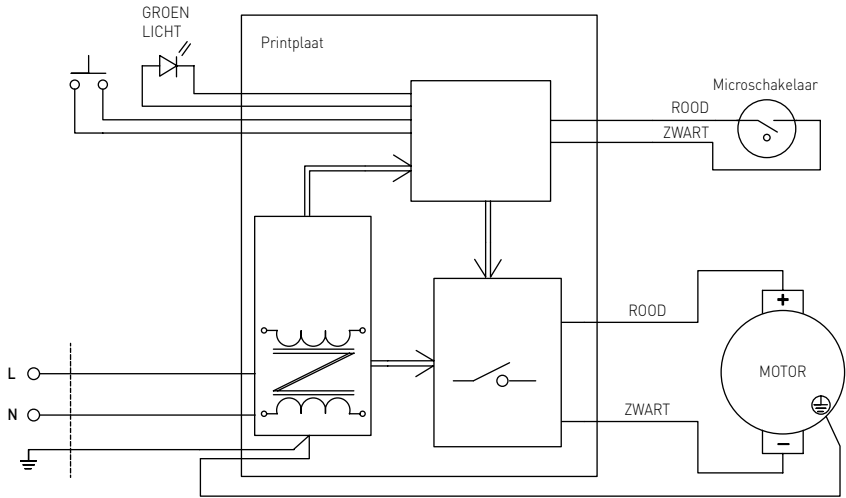 GROEN
LICHT
Printplaat
Microschakelaar
ROOD
ZWART
ROOD
+
MOTOR
L
N
ZWART
−